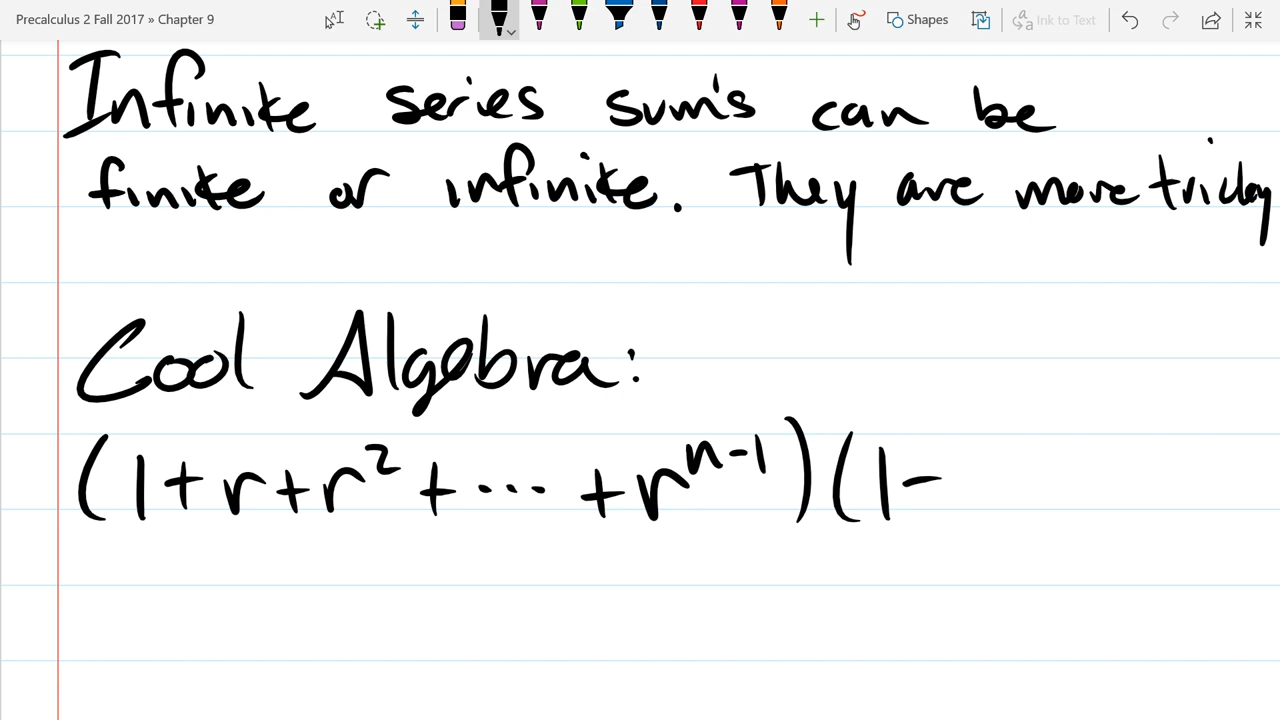 Precalculus 2 Fall 2017 » Chapter 9
Shapes
Ink to Text
Infinite series sum's can be
finite or infinite. They are more tricky
Cool Algebra:
(1+r+r²+⋯+rⁿ⁻¹)(1-